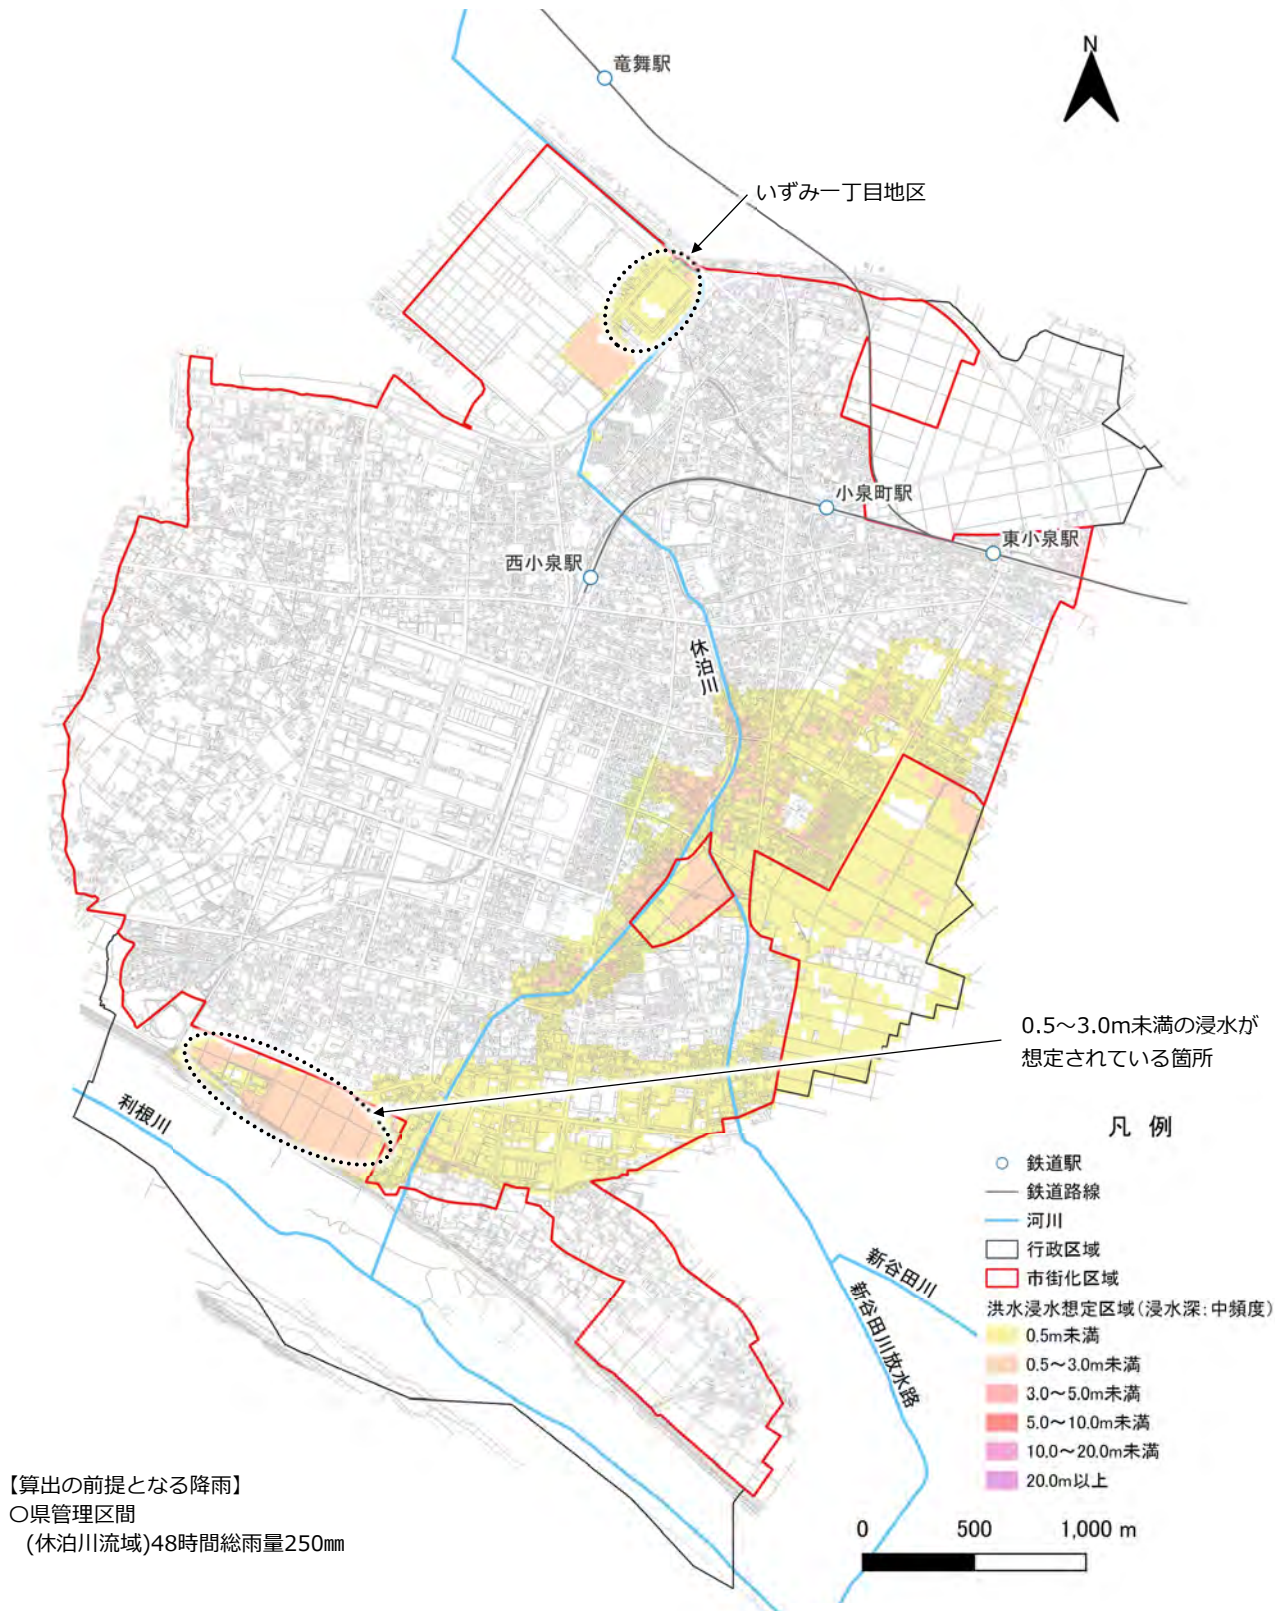 N
竜舞駅
いずみ一丁目地区
小泉町駅
東小泉駅
西小泉駅
休泊川
0.5～3.0m未満の浸水が
想定されている箇所
利根川
新谷田川
新谷田川放水路
凡 例
鉄道駅
鉄道路線
河川
行政区域
市街化区域
洪水浸水想定区域(浸水深:中頻度)
0.5m未満
0.5～3.0m未満
3.0～5.0m未満
5.0～10.0m未満
10.0～20.0m未満
20.0m以上
【算出の前提となる降雨】
○県管理区間
(休泊川流域)48時間総雨量250㎜
0 500 1,000 m